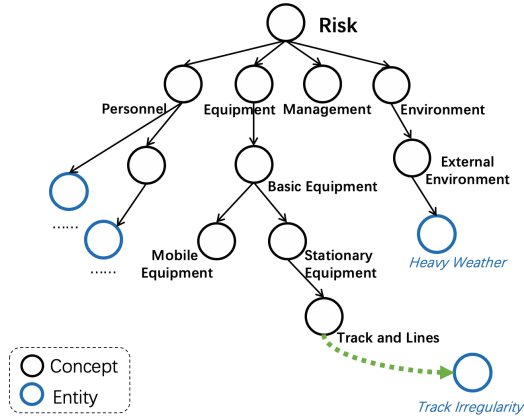 Risk
Personnel
Equipment
Management
Environment
External
Environment
Basic Equipment
......
......
Mobile
Equipment
Stationary
Equipment
Heavy Weather
Track and Lines
Concept
Entity
Track Irregularity